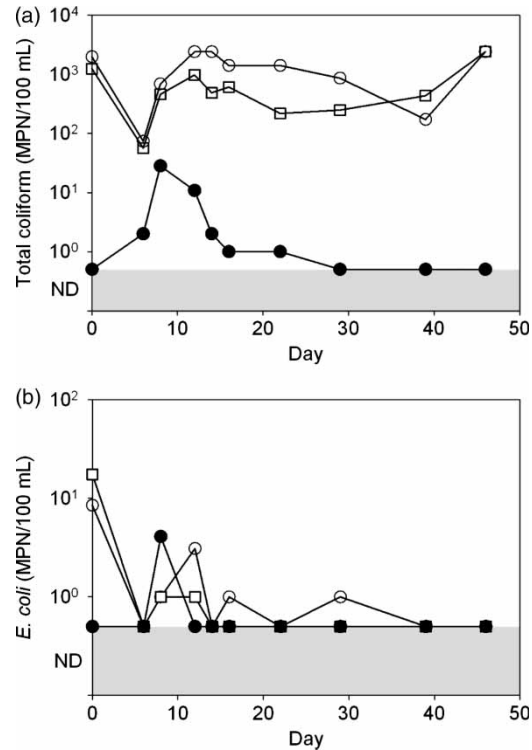 (a)
Total coliform (MPN/100 mL)
10⁴
10³
10²
10¹
10⁰
ND
0 10 20 30 40 50
Day
(b)
E. coli (MPN/100 mL)
10²
10¹
10⁰
ND
0 10 20 30 40 50
Day